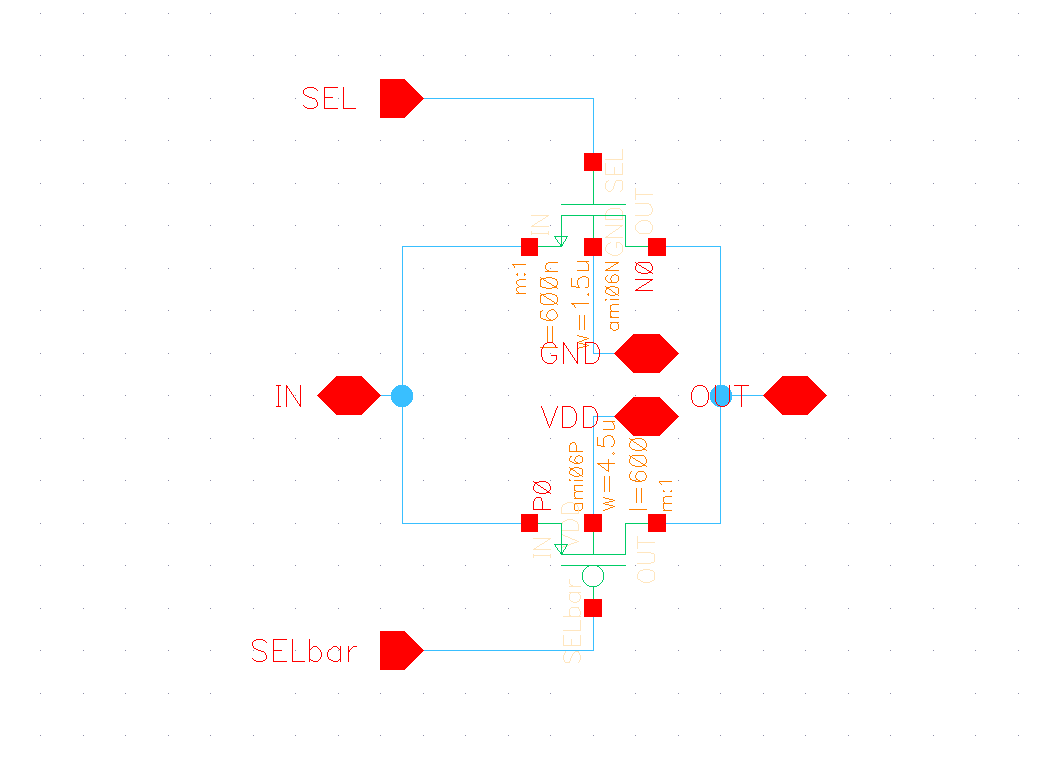 SEL
SEL
IN
GND
OUT
m:1
l=600n
w=1.5u
ami06N
N0
GND
IN
OUT
VDD
P0
ami06P
w=4.5u
l=600
m:1
IN
VDD
OUT
SELbar
SELbar